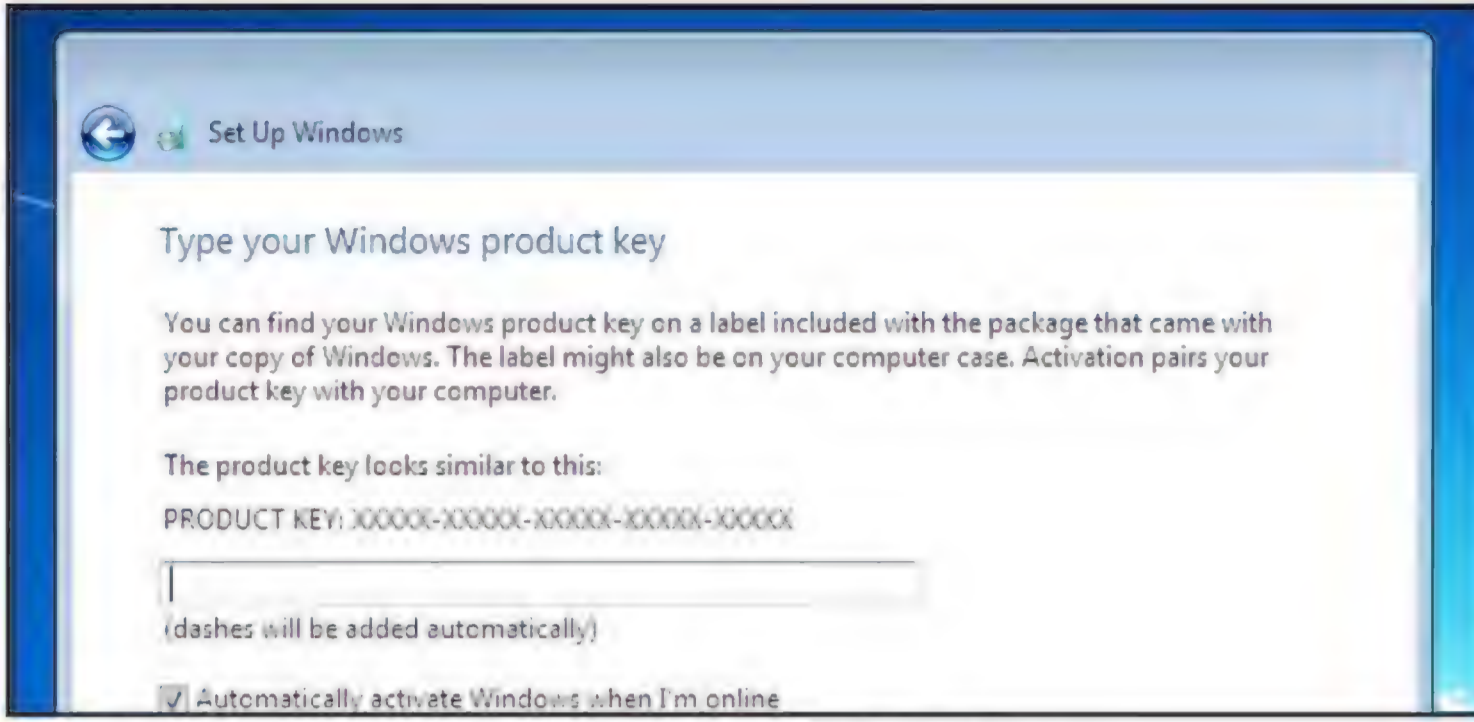 Set Up Windows
Type your Windows product key
You can find your Windows product key on a label included with the package that came with
your copy of Windows. The label might also be on your computer case. Activation pairs your
product key with your computer.
The product key looks similar to this:
PRODUCT KEY: XXXXX-XXXXX-XXXXX-XXXXX-XXXXX
(dashes will be added automatically)
Automatically activate Windows when I'm online